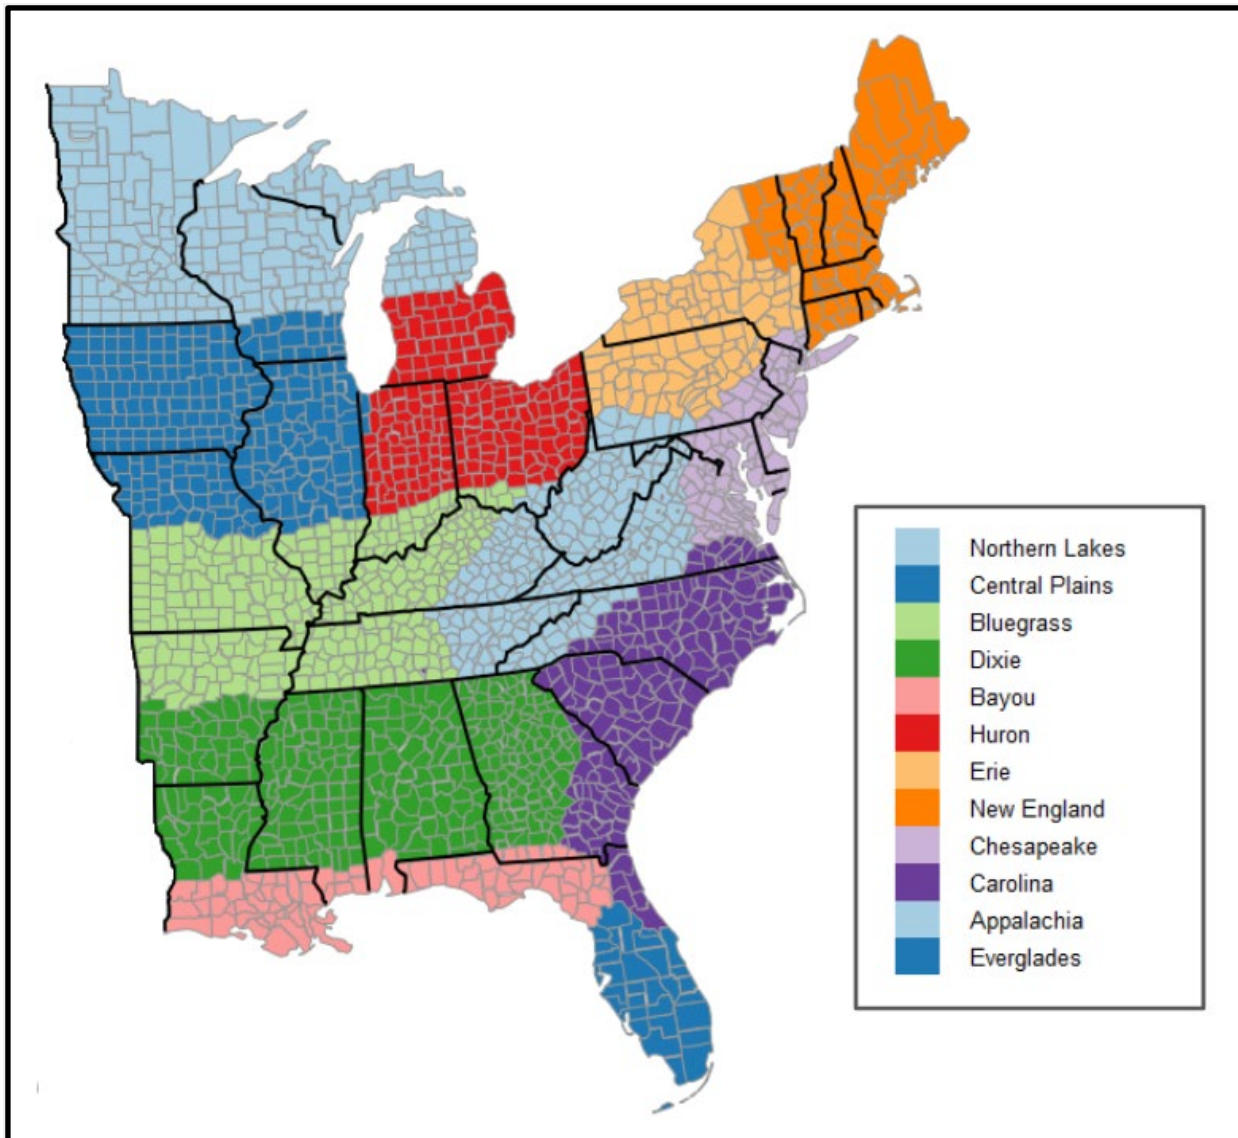 Northern Lakes
Central Plains
Bluegrass
Dixie
Bayou
Huron
Erie
New England
Chesapeake
Carolina
Appalachia
Everglades